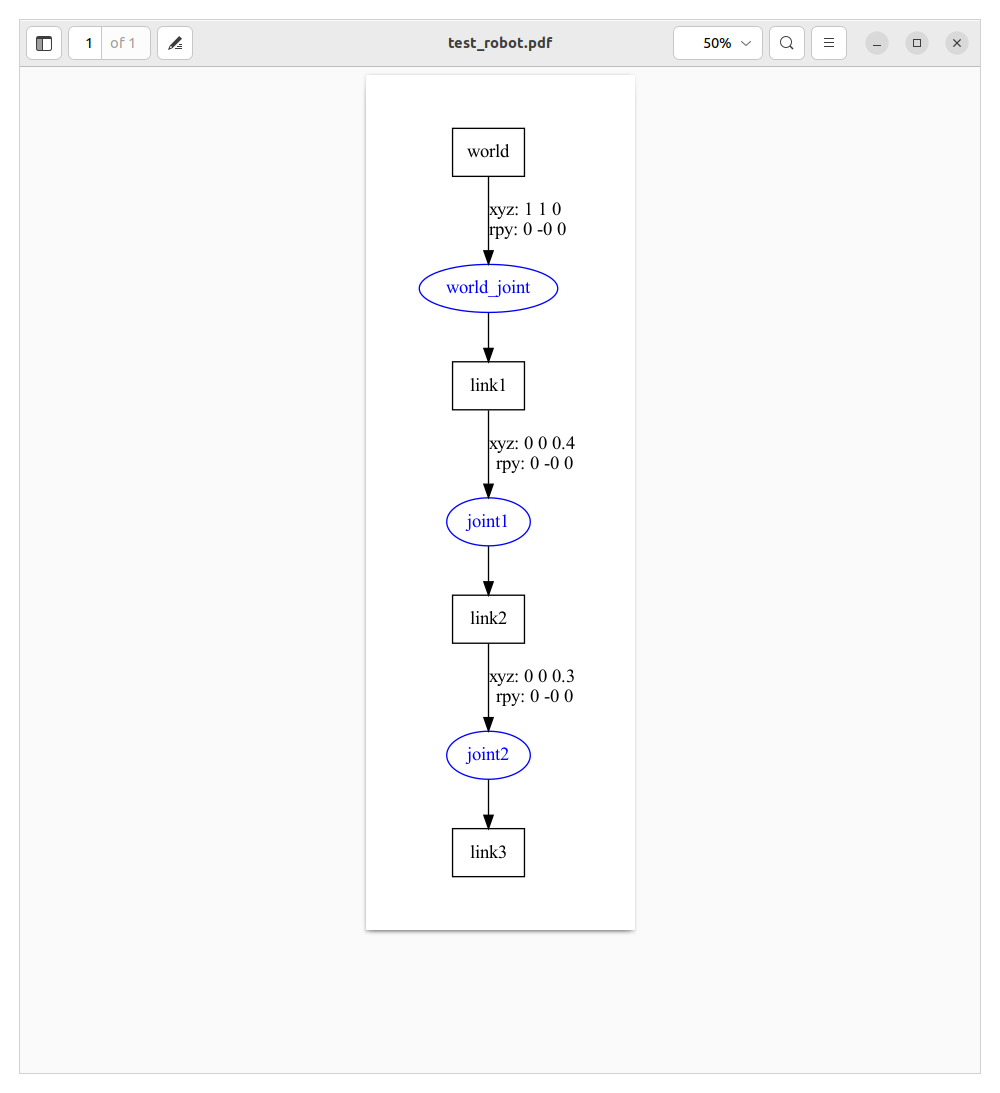 1 of 1
test_robot.pdf
50%
world
xyz: 1 1 0
rpy: 0 -0 0
world_joint
link1
xyz: 0 0 0.4
rpy: 0 -0 0
joint1
link2
xyz: 0 0 0.3
rpy: 0 -0 0
joint2
link3